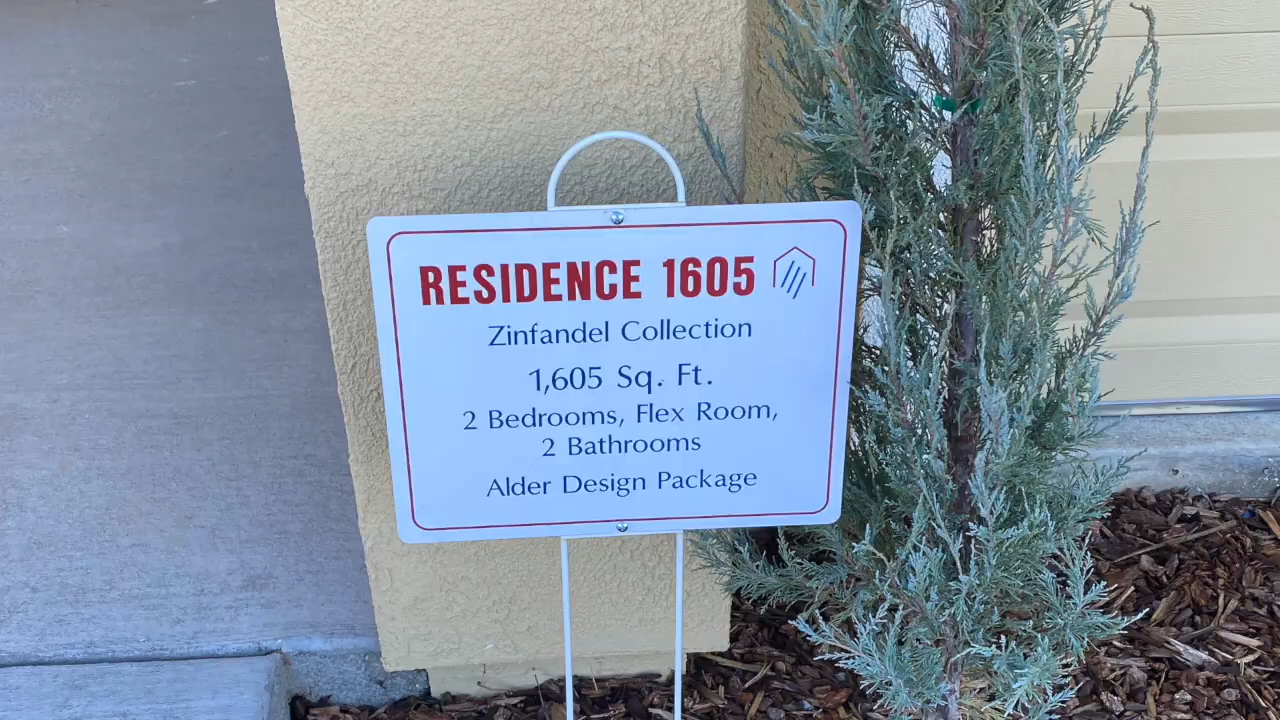 RESIDENCE 1605
Zinfandel Collection
1,605 Sq. Ft.
2 Bedrooms, Flex Room,
2 Bathrooms
Alder Design Package